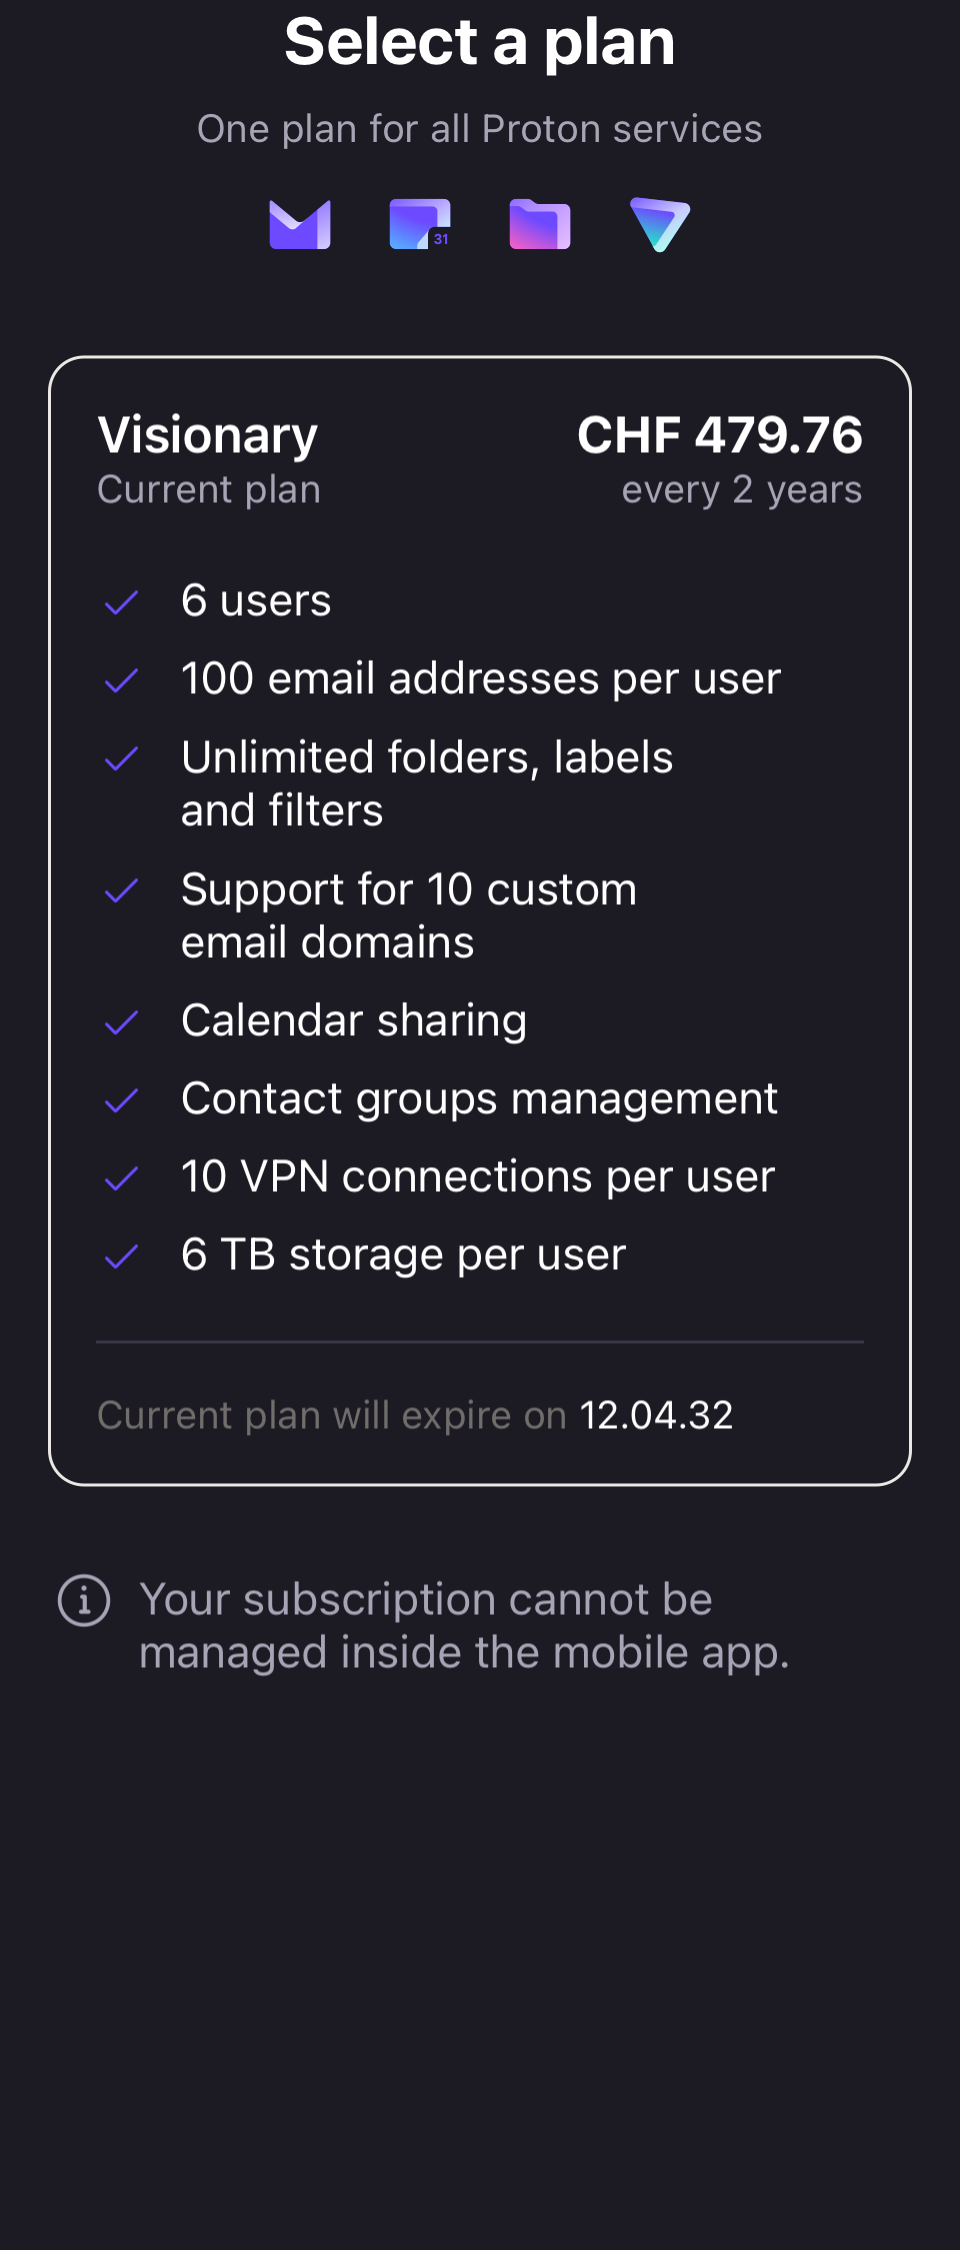 Select a plan
One plan for all Proton services
31
Visionary
CHF 479.76
Current plan
every 2 years
6 users
100 email addresses per user
Unlimited folders, labels
and filters
Support for 10 custom
email domains
Calendar sharing
Contact groups management
10 VPN connections per user
6 TB storage per user
Current plan will expire on 12.04.32
Your subscription cannot be
managed inside the mobile app.